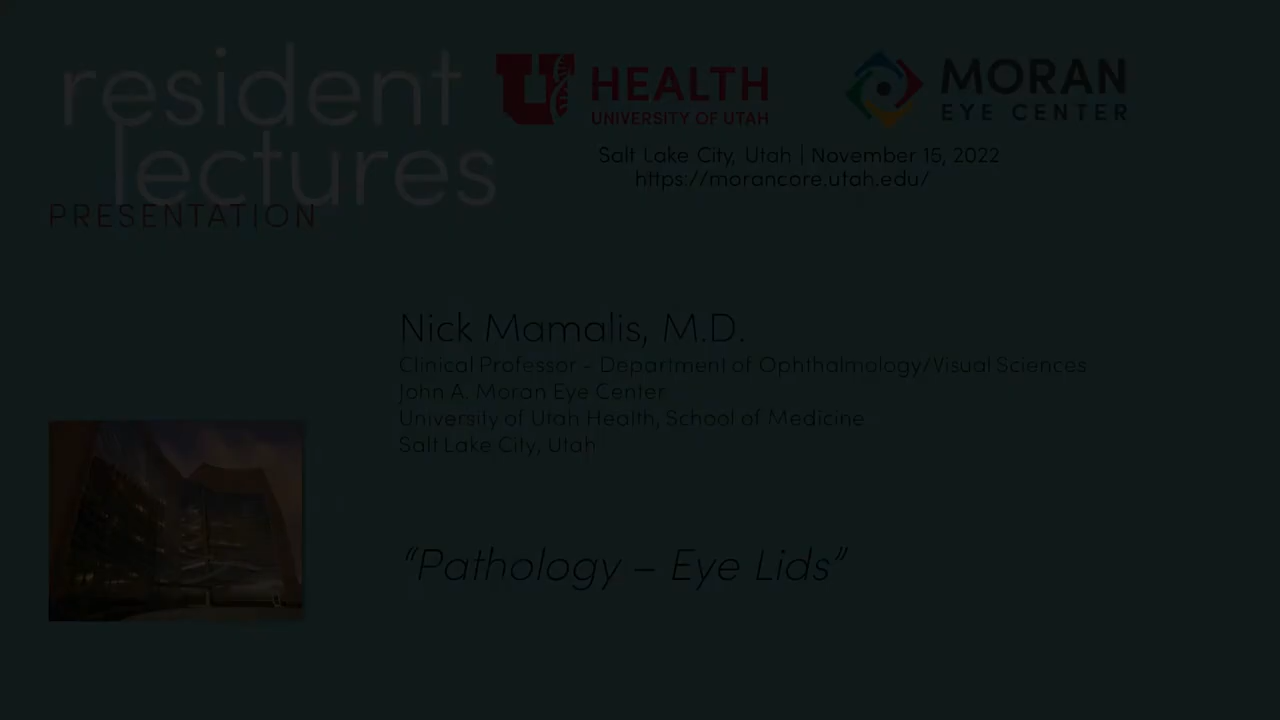 resident
lectures
PRESENTATION
U HEALTH
UNIVERSITY OF UTAH
MORAN
EYE CENTER
Salt Lake City, Utah | November 15, 2022
https://morancore.utah.edu/
Nick Mamalis, M.D.
Clinical Professor – Department of Ophthalmology/Visual Sciences
John A. Moran Eye Center
University of Utah Health, School of Medicine
Salt Lake City, Utah
“Pathology – Eye Lids”